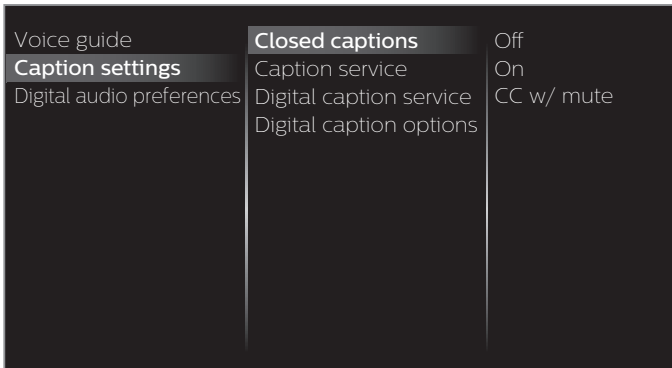 Voice guide
Caption settings
Digital audio preferences
Closed captions
Caption service
Digital caption service
Digital caption options
Off
On
CC w/ mute